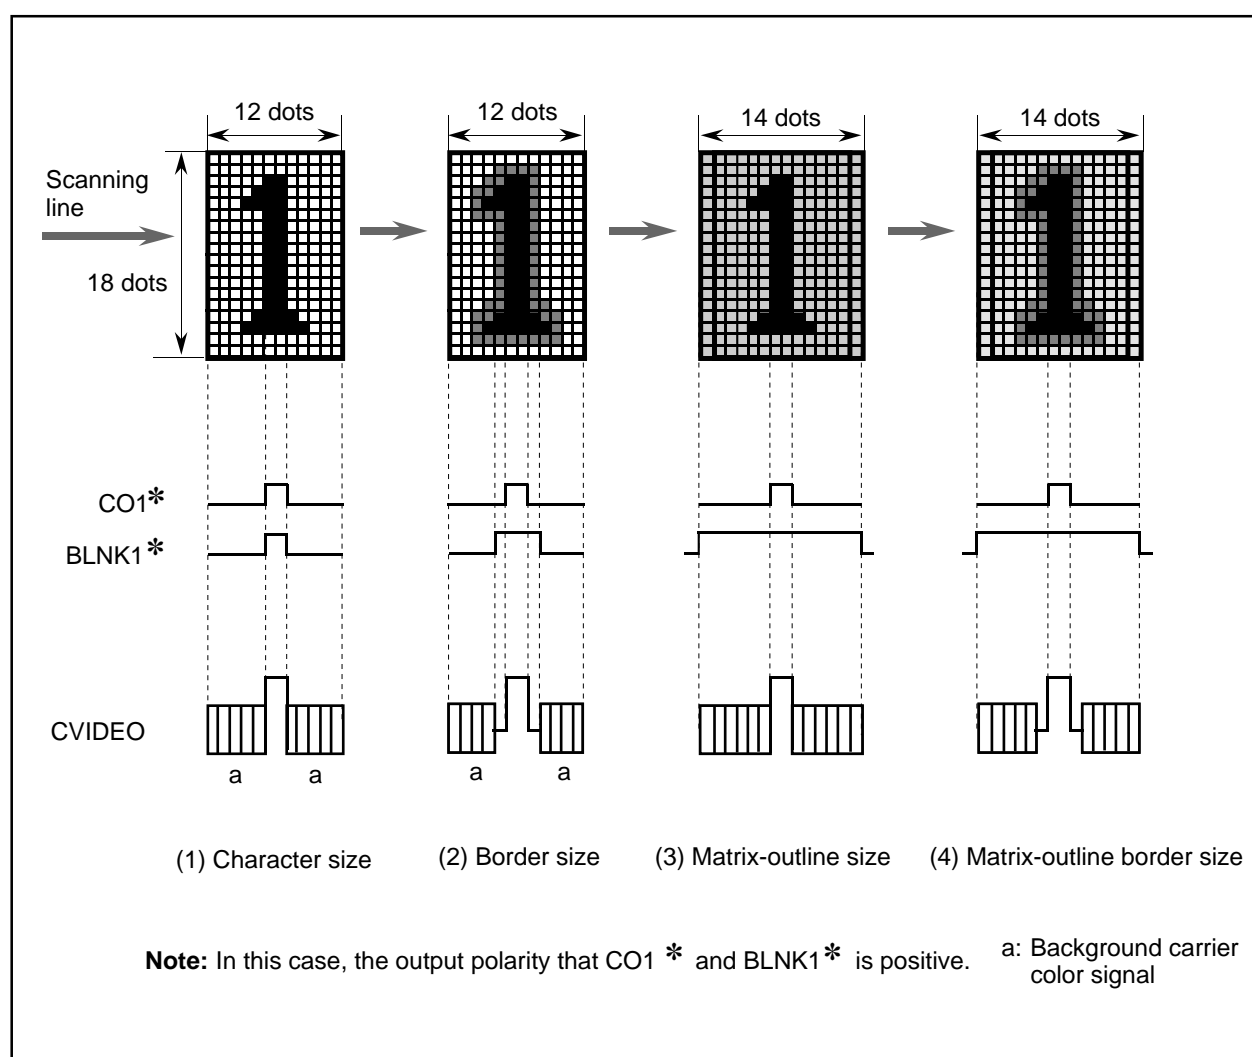 12 dots
12 dots
14 dots
14 dots
Scanning
line
18 dots
CO1*
BLNK1*
CVIDEO
a
a
a
a
(1) Character size
(2) Border size
(3) Matrix-outline size
(4) Matrix-outline border size
Note: In this case, the output polarity that CO1 * and BLNK1* is positive.
a: Background carrier
color signal